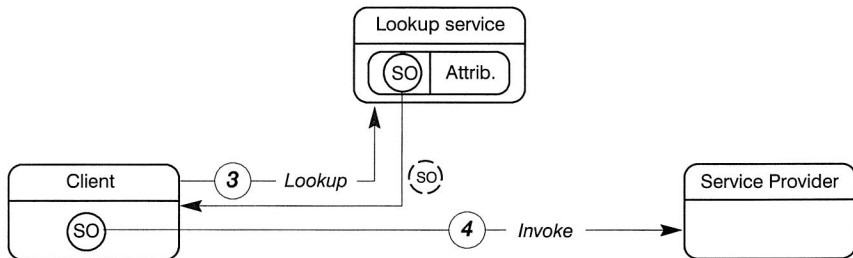 Lookup service
SO Attrib.
Client
3 Lookup
SO
Service Provider
SO
4 Invoke